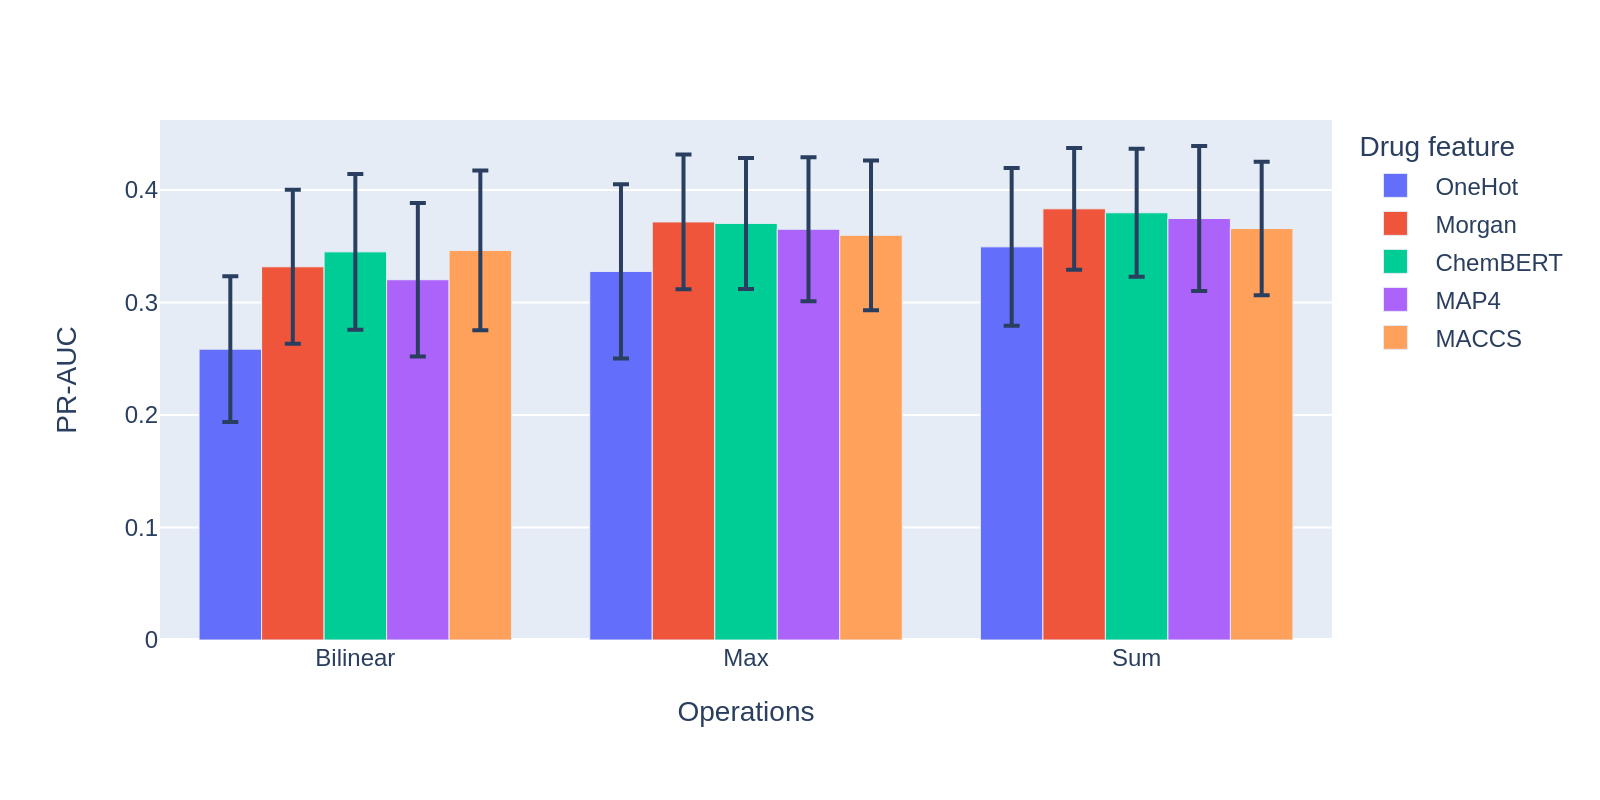 Drug feature
OneHot
Morgan
ChemBERT
MAP4
MACCS
PR-AUC
0.4
0.3
0.2
0.1
0
Bilinear
Max
Sum
Operations